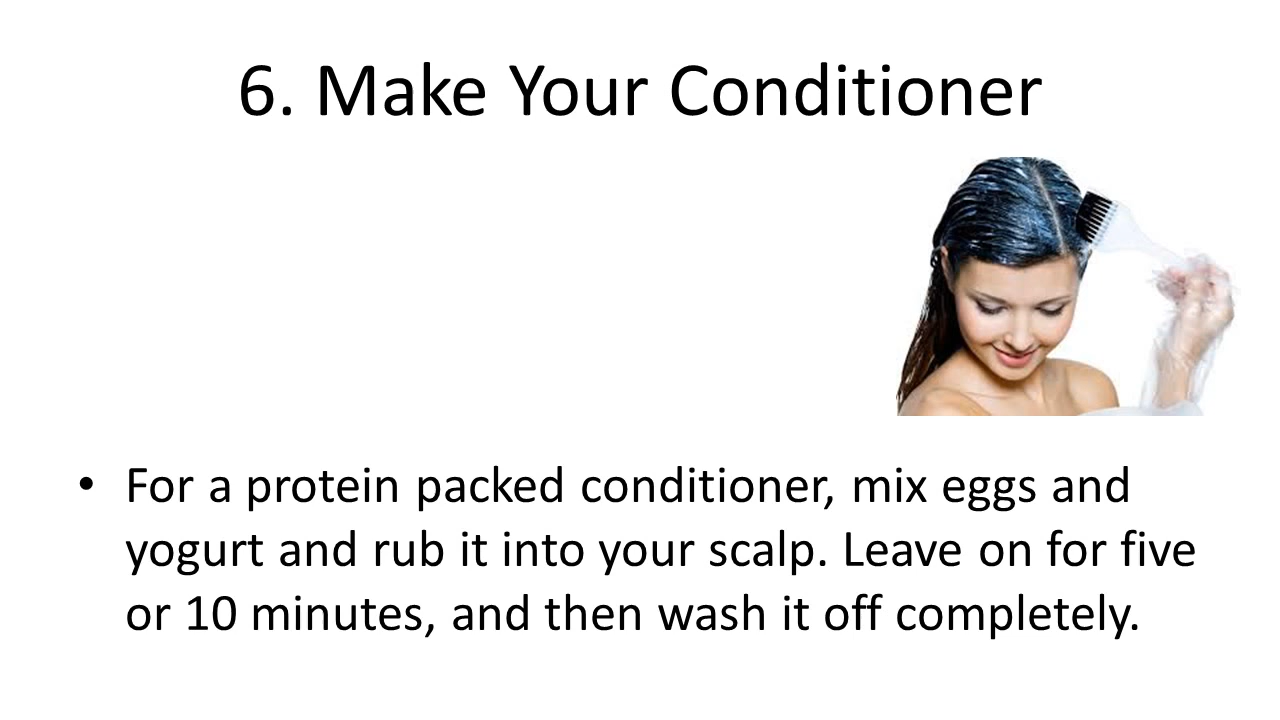 6. Make Your Conditioner
• For a protein packed conditioner, mix eggs and
yogurt and rub it into your scalp. Leave on for five
or 10 minutes, and then wash it off completely.